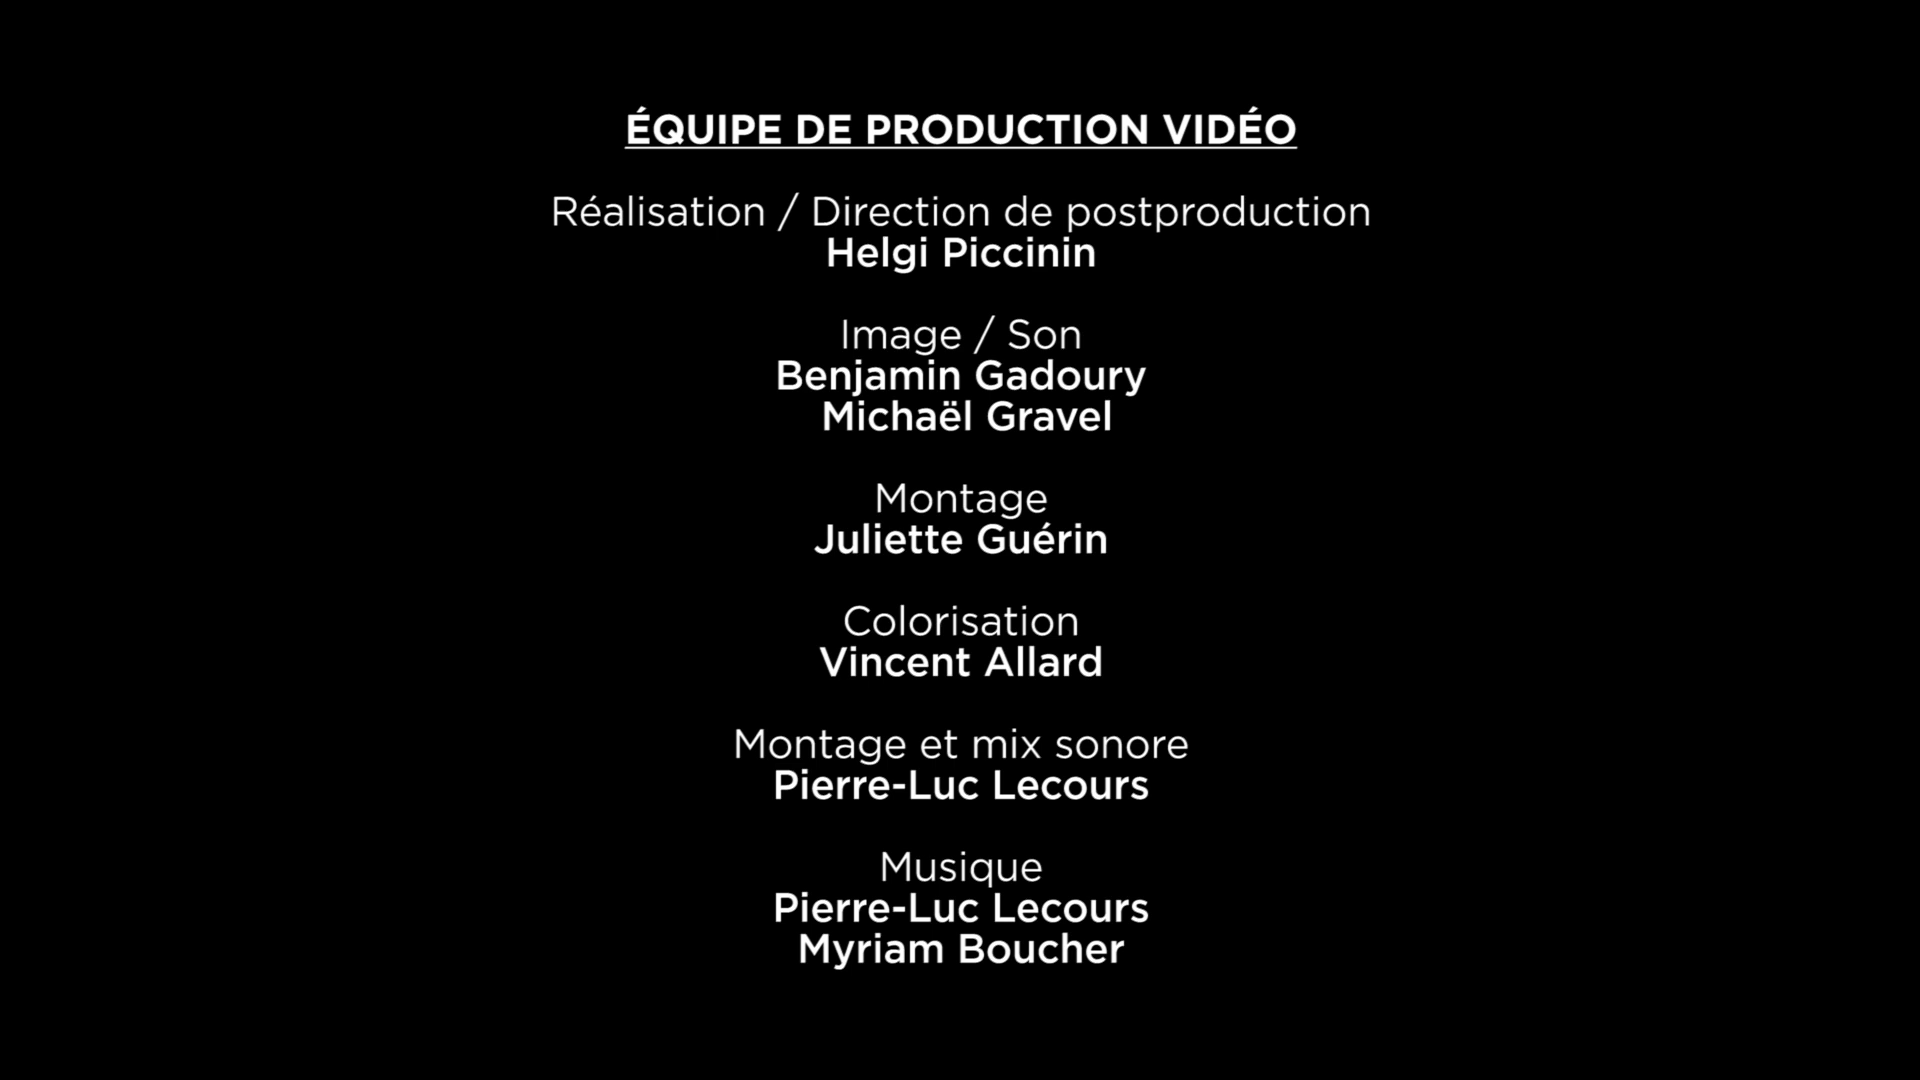 ÉQUIPE DE PRODUCTION VIDÉO
Réalisation / Direction de postproduction
Helgi Piccinin
Image / Son
Benjamin Gadoury
Michaël Gravel
Montage
Juliette Guérin
Colorisation
Vincent Allard
Montage et mix sonore
Pierre-Luc Lecours
Musique
Pierre-Luc Lecours
Myriam Boucher